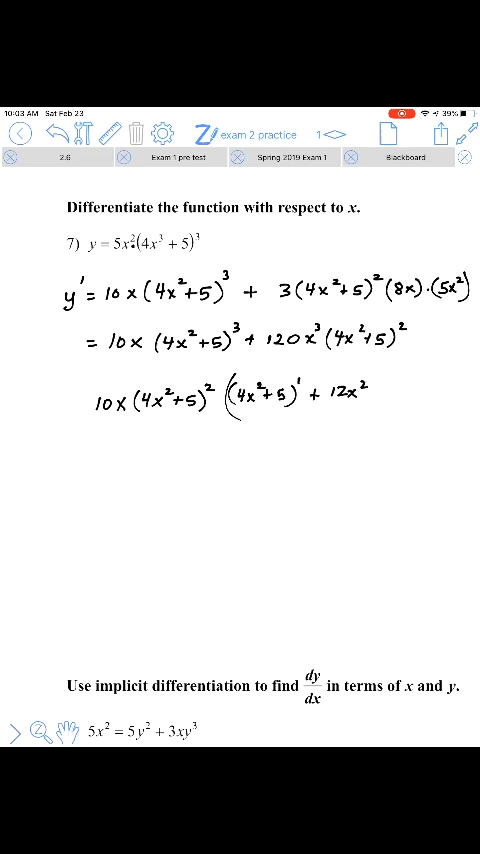 10:03 AM Sat Feb 23 39%
exam 2 practice 1
2.6 Exam 1 pre test Spring 2019 Exam 1 Blackboard
Differentiate the function with respect to x.
7) y = 5x²·(4x³ + 5)³
y' = 10x(4x²+5)³ + 3(4x²+5)²(8x)·(5x²)
= 10x (4x²+5)³ + 120x³(4x²+5)²
10x(4x²+5)² ((4x²+5)¹ + 12x²
Use implicit differentiation to find dy/dx in terms of x and y.
5x² = 5y² + 3xy³